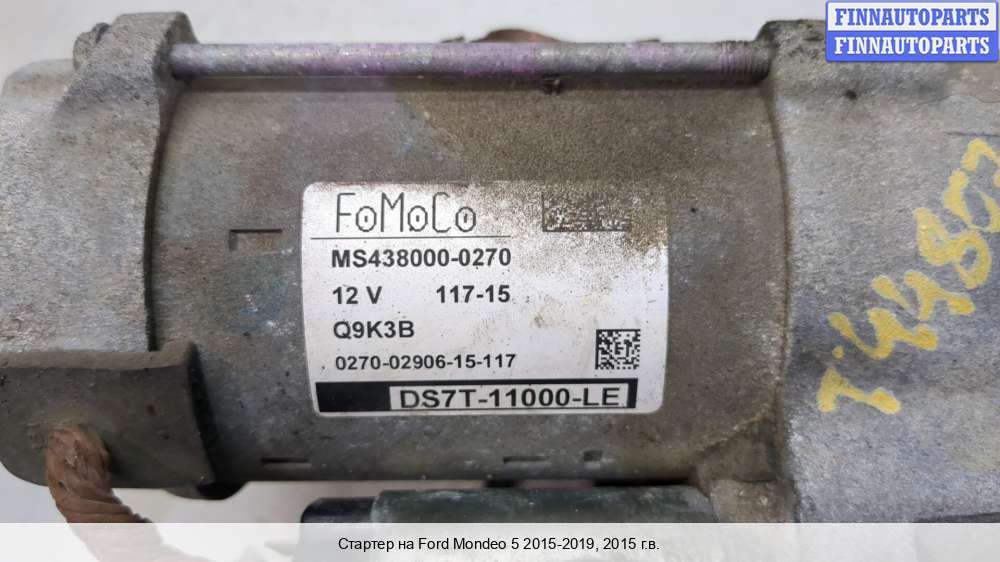 FINNAUTOPARTS
FINNAUTOPARTS
FoMoCo
MS438000-0270
12 V 117-15
Q9K3B
0270-02906-15-117
DS7T-11000-LE
Стартер на Ford Mondeo 5 2015-2019, 2015 г.в.